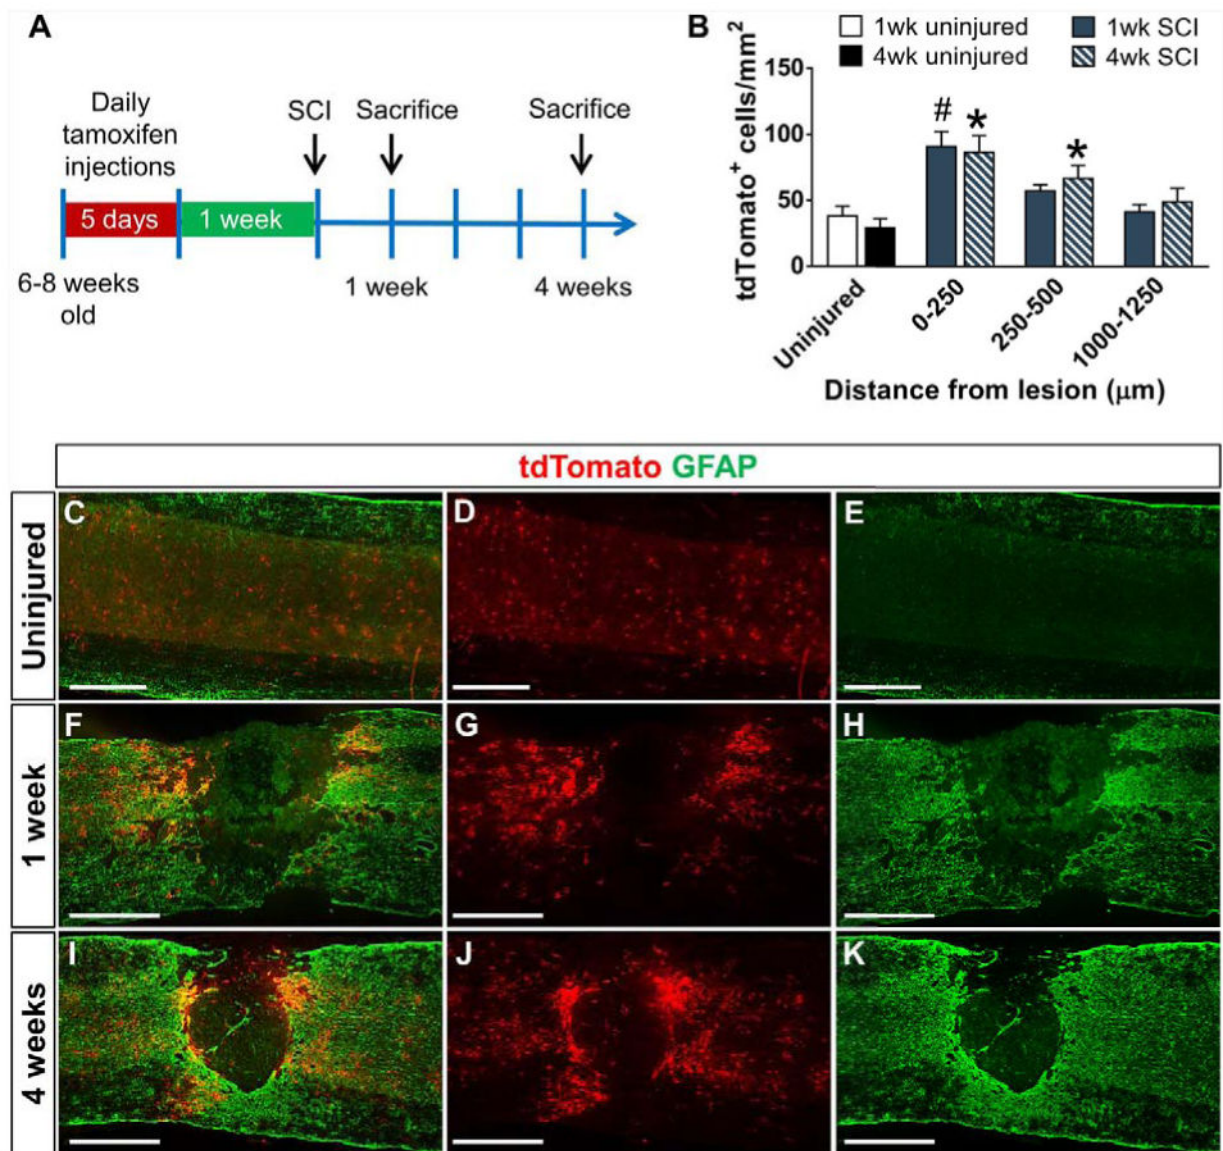 A
Daily
tamoxifen
injections
SCI
Sacrifice
Sacrifice
5 days
1 week
6-8 weeks
old
1 week
4 weeks
B
1wk uninjured
1wk SCI
4wk uninjured
4wk SCI
tdTomato+ cells/mm2
150
100
50
0
#
*
*
Uninjured
0-250
250-500
1000-1250
Distance from lesion (μm)
tdTomato GFAP
Uninjured
C
D
E
1 week
F
G
H
4 weeks
I
J
K